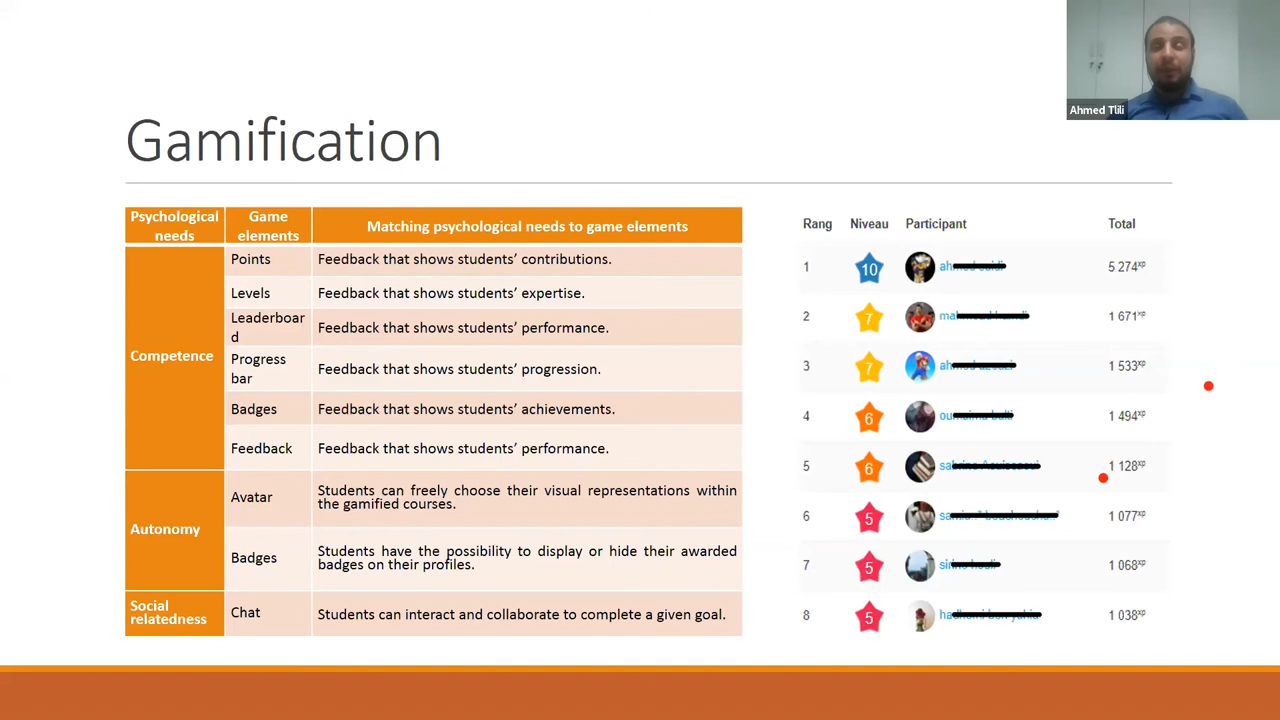 Ahmed Tlili
Gamification
Psychological
needs
Game
elements
Matching psychological needs to game elements
Competence
Points
Feedback that shows students' contributions.
Levels
Feedback that shows students' expertise.
Leaderboar
d
Feedback that shows students' performance.
Progress
bar
Feedback that shows students' progression.
Badges
Feedback that shows students' achievements.
Feedback
Feedback that shows students' performance.
Autonomy
Avatar
Students can freely choose their visual representations within
the gamified courses.
Badges
Students have the possibility to display or hide their awarded
badges on their profiles.
Social
relatedness
Chat
Students can interact and collaborate to complete a given goal.
Rang Niveau Participant Total
1 10 5 274xp
2 7 1 671xp
3 7 1 533xp
4 6 1 494xp
5 6 1 128xp
6 5 1 077xp
7 5 1 068xp
8 5 1 038xp